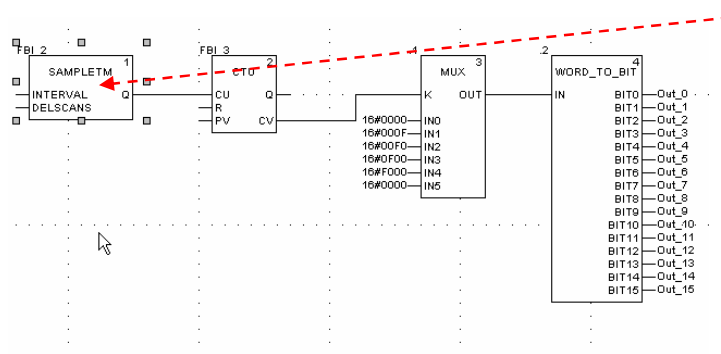 FBI_2
1
SAMPLETM
INTERVAL Q
DELSCANS
FBI_3
2
CTU
CU Q
R
PV CV
.4
3
MUX
K OUT
16#0000 IN0
16#000F IN1
16#00F0 IN2
16#0F00 IN3
16#F000 IN4
16#0000 IN5
.2
4
WORD_TO_BIT
IN BIT0 Out_0
BIT1 Out_1
BIT2 Out_2
BIT3 Out_3
BIT4 Out_4
BIT5 Out_5
BIT6 Out_6
BIT7 Out_7
BIT8 Out_8
BIT9 Out_9
BIT10 Out_10
BIT11 Out_11
BIT12 Out_12
BIT13 Out_13
BIT14 Out_14
BIT15 Out_15